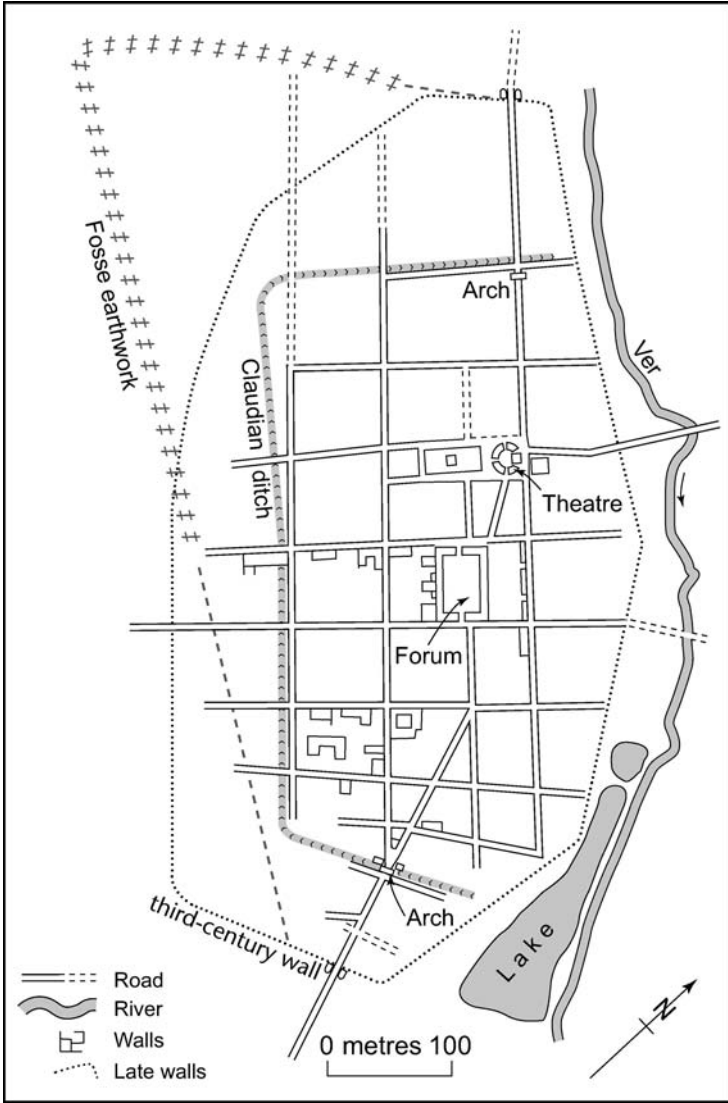 Fosse earthwork
Arch
Ver
Claudian ditch
Theatre
Forum
Arch
third-century wall
Lake
Road
River
Walls
Late walls
0 metres 100
N